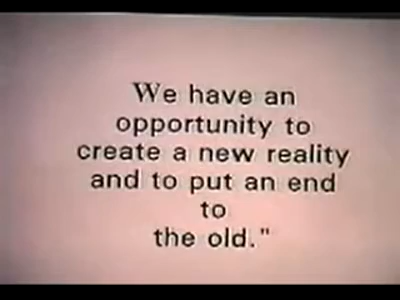 We have an
opportunity to
create a new reality
and to put an end
to
the old."